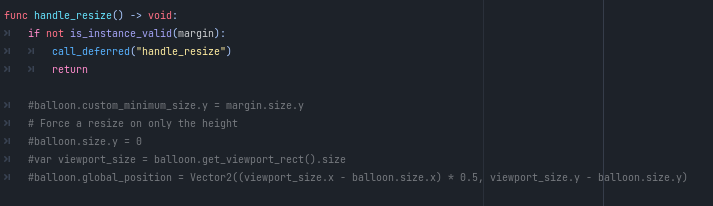 func handle_resize() -> void:
if not is_instance_valid(margin):
call_deferred("handle_resize")
return
#balloon.custom_minimum_size.y = margin.size.y
# Force a resize on only the height
#balloon.size.y = 0
#var viewport_size = balloon.get_viewport_rect().size
#balloon.global_position = Vector2((viewport_size.x - balloon.size.x) * 0.5, viewport_size.y - balloon.size.y)